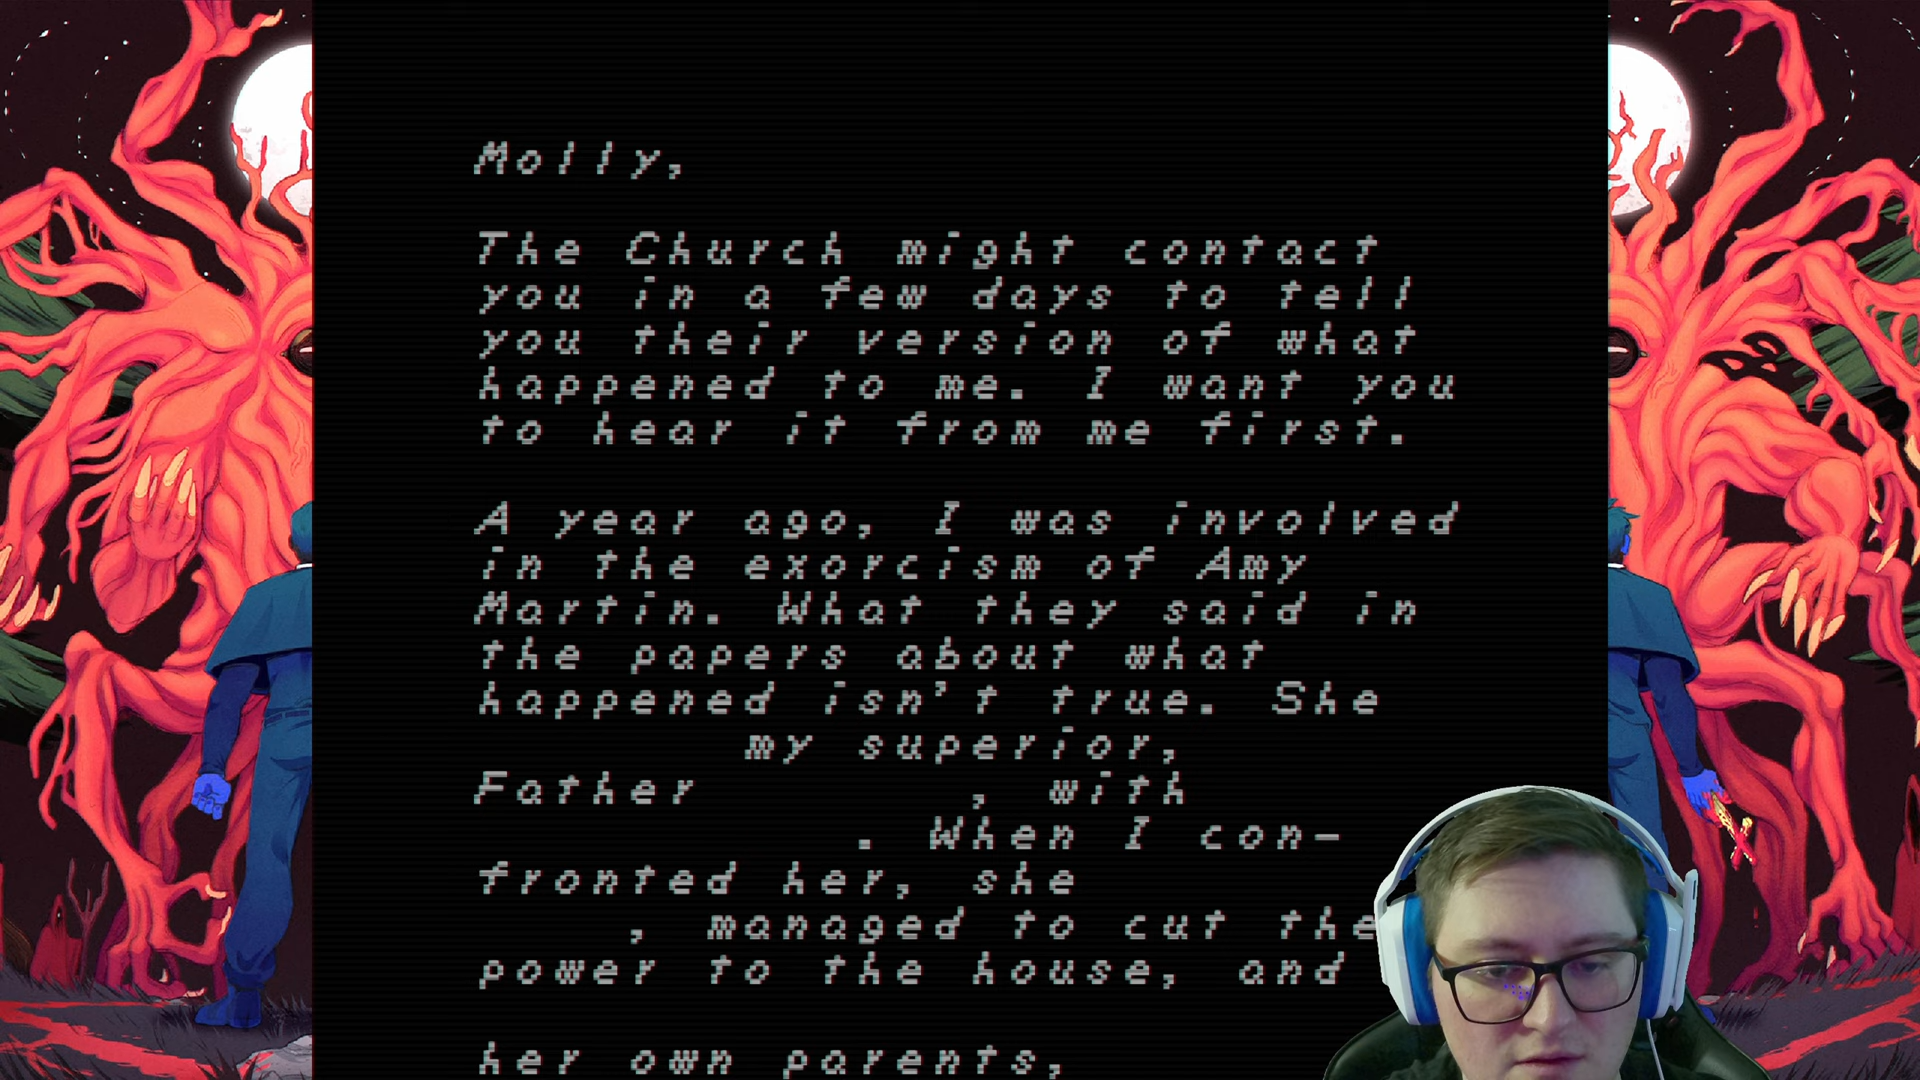 Molly,
The Church might contact
you in a few days to tell
you their version of what
happened to me. I want you
to hear it from me first.
A year ago, I was involved
in the exorcism of Amy
Martin. What they said in
the papers about what
happened isn't true. She
my superior,
Father , with
. When I con-
fronted her, she
, managed to cut the
power to the house, and
her own parents,